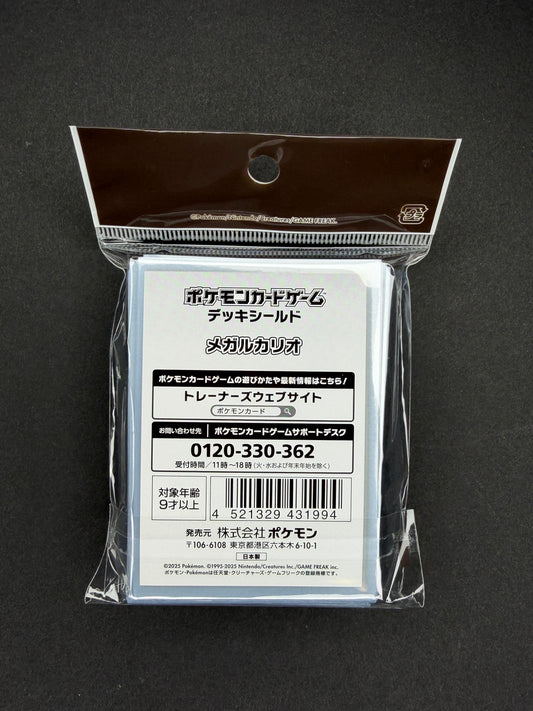 ©Pokémon/Nintendo/Creatures/GAME FREAK.
プラ
ポケモンカードゲーム
デッキシールド
メガルカリオ
ポケモンカードゲームの遊びかたや最新情報はこちら！
トレーナーズウェブサイト
ポケモンカード
お問い合わせ先 ポケモンカードゲームサポートデスク
0120-330-362
受付時間／11時～18時（火・水および年末年始を除く）
対象年齢
9才以上
4 521329 431994
発売元 株式会社 ポケモン
〒106-6108 東京都港区六本木6-10-1
日本製
©2025 Pokémon. ©1995-2025 Nintendo/Creatures Inc./GAME FREAK inc.
ポケモン・Pokémonは任天堂・クリーチャーズ・ゲームフリークの登録商標です。